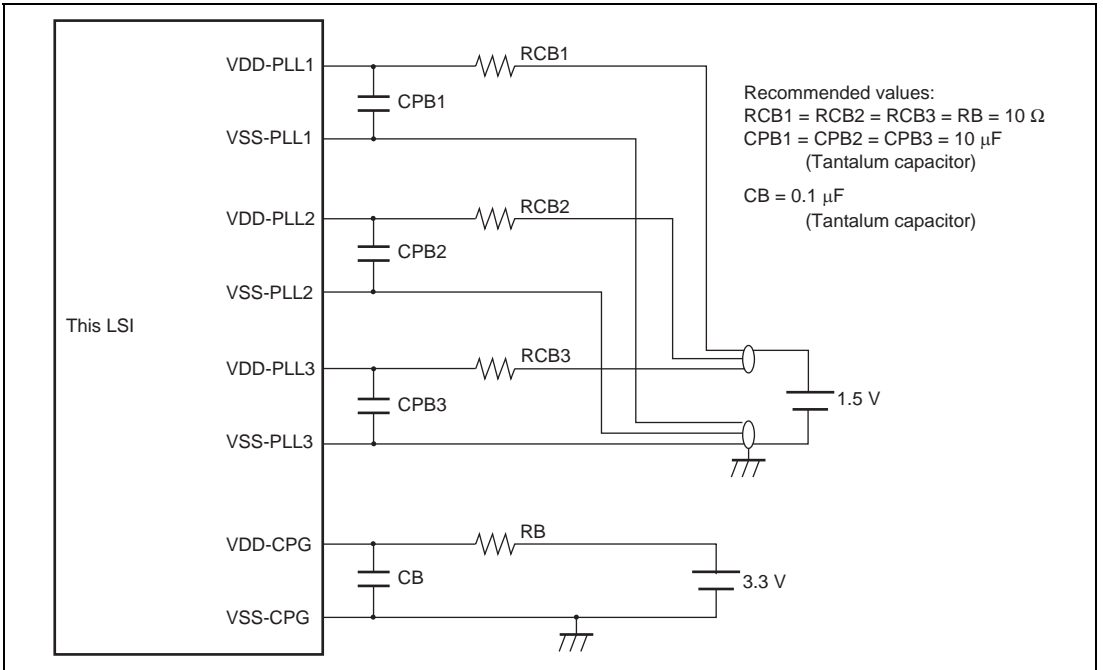 VDD-PLL1
RCB1
CPB1
VSS-PLL1
Recommended values:
RCB1 = RCB2 = RCB3 = RB = 10 Ω
CPB1 = CPB2 = CPB3 = 10 μF
(Tantalum capacitor)
CB = 0.1 μF
(Tantalum capacitor)
VDD-PLL2
RCB2
CPB2
VSS-PLL2
This LSI
VDD-PLL3
RCB3
CPB3
1.5 V
VSS-PLL3
VDD-CPG
RB
CB
3.3 V
VSS-CPG